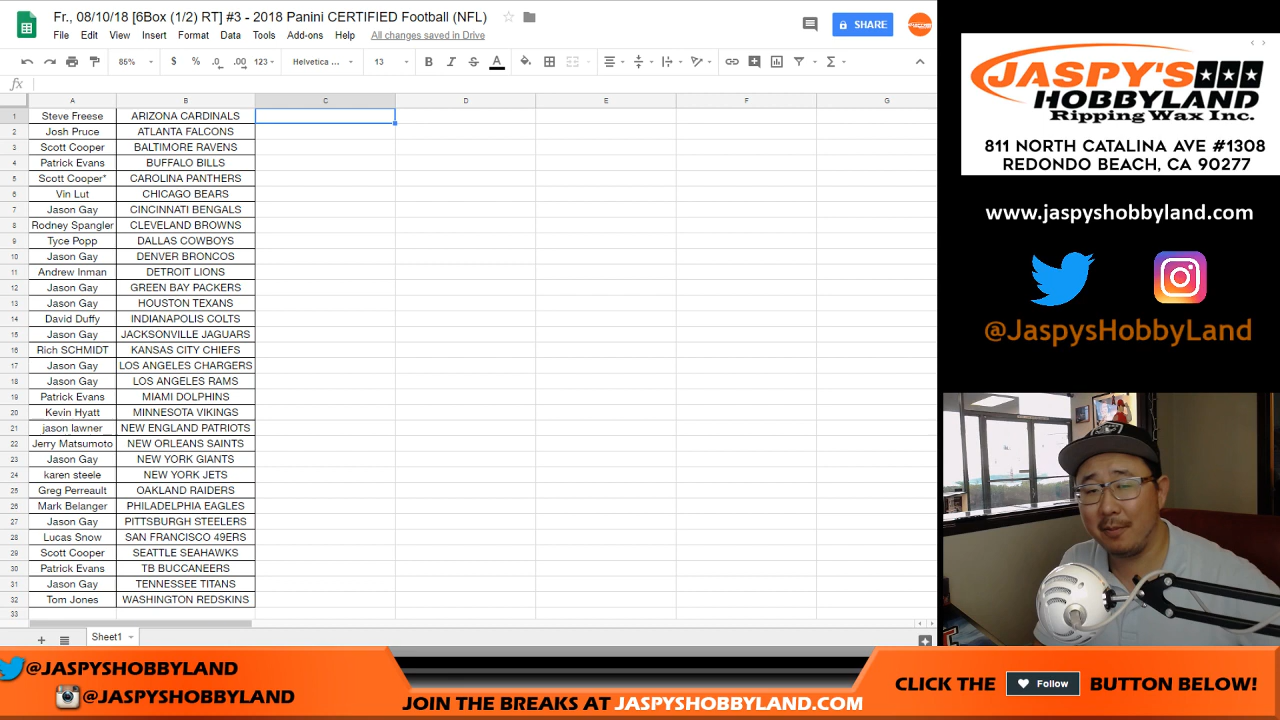 Fr., 08/10/18 [6Box (1/2) RT] #3 - 2018 Panini CERTIFIED Football (NFL)
File Edit View Insert Format Data Tools Add-ons Help All changes saved in Drive
SHARE
85% $ % .0 .00 123 Helvetica ... 13 B I S A
fx
A B C D E F G
1 Steve Freese ARIZONA CARDINALS
2 Josh Pruce ATLANTA FALCONS
3 Scott Cooper BALTIMORE RAVENS
4 Patrick Evans BUFFALO BILLS
5 Scott Cooper* CAROLINA PANTHERS
6 Vin Lut CHICAGO BEARS
7 Jason Gay CINCINNATI BENGALS
8 Rodney Spangler CLEVELAND BROWNS
9 Tyce Popp DALLAS COWBOYS
10 Jason Gay DENVER BRONCOS
11 Andrew Inman DETROIT LIONS
12 Jason Gay GREEN BAY PACKERS
13 Jason Gay HOUSTON TEXANS
14 David Duffy INDIANAPOLIS COLTS
15 Jason Gay JACKSONVILLE JAGUARS
16 Rich SCHMIDT KANSAS CITY CHIEFS
17 Jason Gay LOS ANGELES CHARGERS
18 Jason Gay LOS ANGELES RAMS
19 Patrick Evans MIAMI DOLPHINS
20 Kevin Hyatt MINNESOTA VIKINGS
21 jason lawner NEW ENGLAND PATRIOTS
22 Jerry Matsumoto NEW ORLEANS SAINTS
23 Jason Gay NEW YORK GIANTS
24 karen steele NEW YORK JETS
25 Greg Perreault OAKLAND RAIDERS
26 Mark Belanger PHILADELPHIA EAGLES
27 Jason Gay PITTSBURGH STEELERS
28 Lucas Snow SAN FRANCISCO 49ERS
29 Scott Cooper SEATTLE SEAHAWKS
30 Patrick Evans TB BUCCANEERS
31 Jason Gay TENNESSEE TITANS
32 Tom Jones WASHINGTON REDSKINS
33
Sheet1
JASPY'S
HOBBYLAND
Ripping Wax Inc.
811 NORTH CATALINA AVE #1308
REDONDO BEACH, CA 90277
www.jaspyshobbyland.com
@JaspysHobbyLand
@JASPYSHOBBYLAND
@JASPYSHOBBYLAND
JOIN THE BREAKS AT JASPYSHOBBYLAND.COM
CLICK THE Follow BUTTON BELOW!